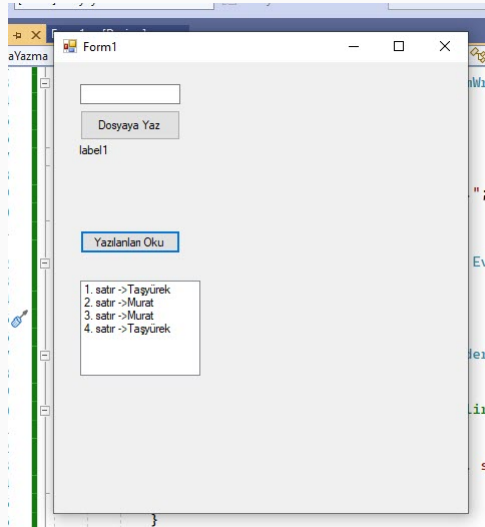 aYazma
Form1
Dosyaya Yaz
label1
Yazılanları Oku
1. satır ->Taşyürek
2. satır ->Murat
3. satır ->Murat
4. satır ->Taşyürek
";
}